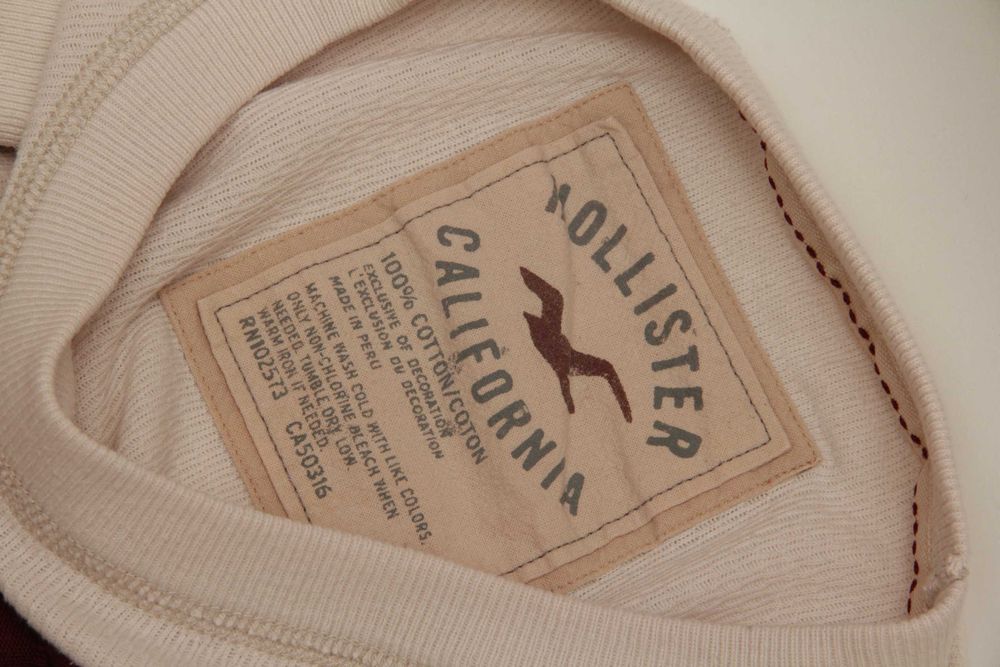 HOLLISTER
CALIFORNIA
100% COTTON/COTON
EXCLUSIVE OF DECORATION
L'EXCLUSION DU DECORATION
MADE IN PERU
MACHINE WASH COLD WITH LIKE COLORS.
ONLY NON-CHLORINE BLEACH WHEN
NEEDED. TUMBLE DRY LOW.
WARM IRON IF NEEDED.
RN102573 CA50316